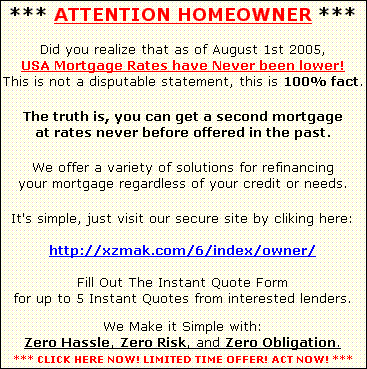 *** ATTENTION HOMEOWNER ***
Did you realize that as of August 1st 2005,
USA Mortgage Rates have Never been lower!
This is not a disputable statement, this is 100% fact.
The truth is, you can get a second mortgage
at rates never before offered in the past.
We offer a variety of solutions for refinancing
your mortgage regardless of your credit or needs.
It's simple, just visit our secure site by cliking here:
http://xzmak.com/6/index/owner/
Fill Out The Instant Quote Form
for up to 5 Instant Quotes from interested lenders.
We Make it Simple with:
Zero Hassle, Zero Risk, and Zero Obligation.
*** CLICK HERE NOW! LIMITED TIME OFFER! ACT NOW! ***